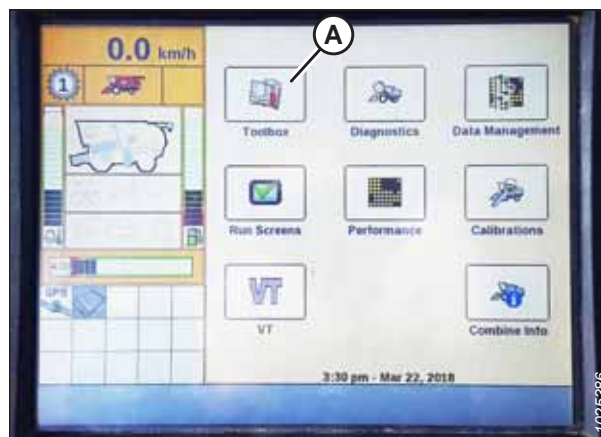 A
0.0 km/h
1
Toolbox
Diagnostics
Data Management
Run Screens
Performance
Calibrations
GPS
VT
VT
Combine Info
3:30 pm - Mar 22, 2018
1025286